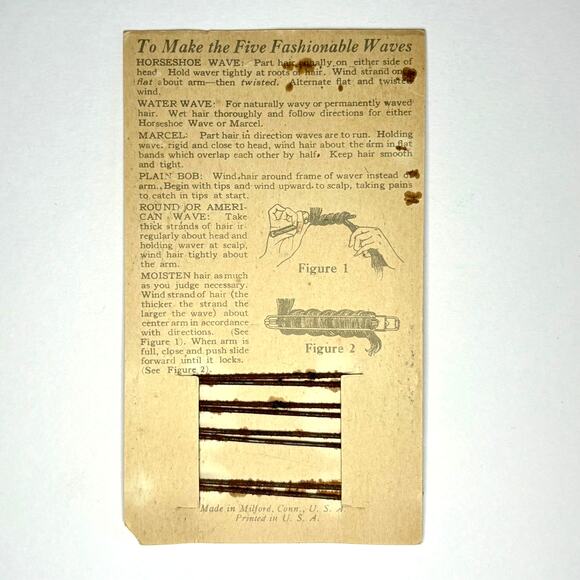 To Make the Five Fashionable Waves
HORSESHOE WAVE: Part hair equally on either side of
head. Hold waver tightly at roots of hair. Wind strand once
flat about arm—then twisted. Alternate flat and twisted
wind.
WATER WAVE: For naturally wavy or permanently waved
hair. Wet hair thoroughly and follow directions for either
Horseshoe Wave or Marcel.
MARCEL: Part hair in direction waves are to run. Holding
wave rigid and close to head, wind hair about the arm in flat
bands which overlap each other by half. Keep hair smooth
and tight.
PLAIN BOB: Wind hair around frame of waver instead of
arm. Begin with tips and wind upward to scalp, taking pains
to catch in tips at start.
ROUND OR AMERI-
CAN WAVE: Take
thick strands of hair ir-
regularly about head and
holding waver at scalp,
wind hair tightly about
the arm.
MOISTEN hair as much
as you judge necessary.
Wind strand of hair (the
thicker the strand the
larger the wave) about
center arm in accordance
with directions. (See
Figure 1). When arm is
full, close and push slide
forward until it locks.
(See Figure 2).
Figure 1
Figure 2
Made in Milford, Conn., U. S. A.
Printed in U. S. A.